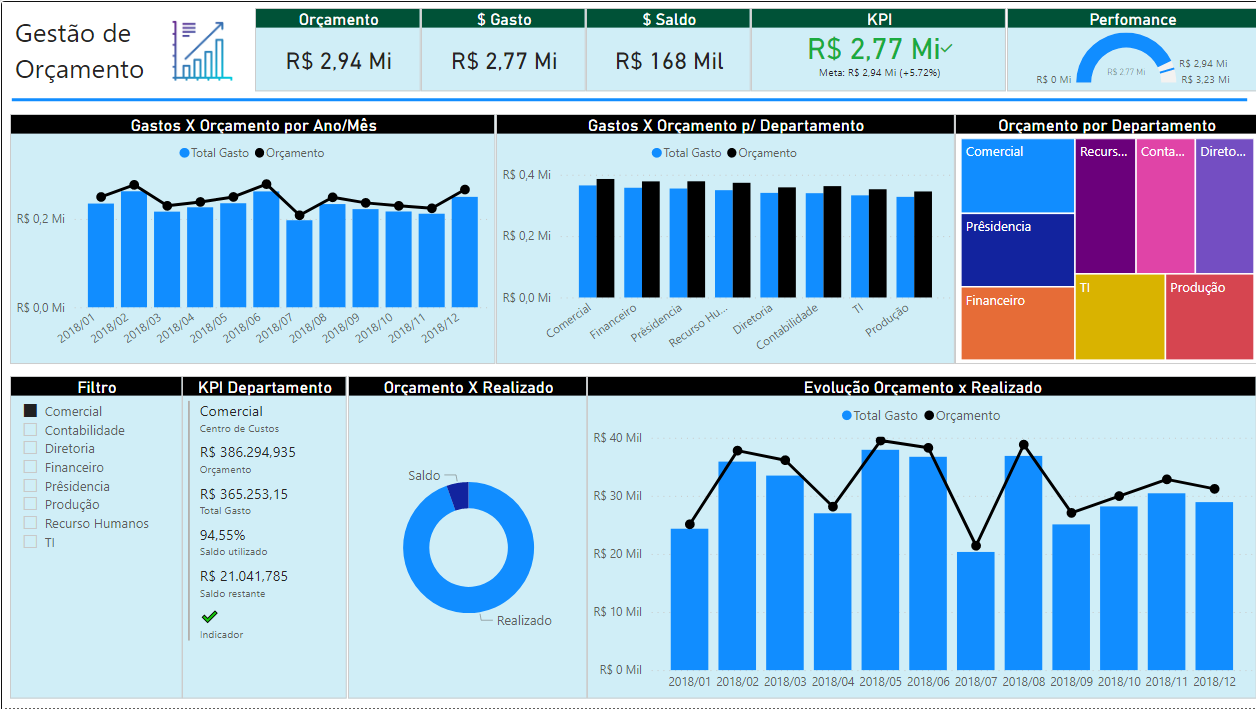 Gestão de
Orçamento
Orçamento
R$ 2,94 Mi
$ Gasto
R$ 2,77 Mi
$ Saldo
R$ 168 Mil
KPI
R$ 2,77 Mi
Meta: R$ 2,94 Mi (+5.72%)
Perfomance
R$ 0 Mi
R$ 2,77 Mi
R$ 2,94 Mi
R$ 3,23 Mi
Gastos X Orçamento por Ano/Mês
Total Gasto Orçamento
R$ 0,2 Mi
R$ 0,0 Mi
2018/01 2018/02 2018/03 2018/04 2018/05 2018/06 2018/07 2018/08 2018/09 2018/10 2018/11 2018/12
Gastos X Orçamento p/ Departamento
Total Gasto Orçamento
R$ 0,4 Mi
R$ 0,2 Mi
R$ 0,0 Mi
Comercial Financeiro Prêsidencia Recurso Hu... Diretoria Contabilidade TI Produção
Orçamento por Departamento
Comercial
Prêsidencia
Financeiro
Recurs...
Conta...
Direto...
TI
Produção
Filtro
Comercial
Contabilidade
Diretoria
Financeiro
Prêsidencia
Produção
Recurso Humanos
TI
KPI Departamento
Comercial
Centro de Custos
R$ 386.294,935
Orçamento
R$ 365.253,15
Total Gasto
94,55%
Saldo utilizado
R$ 21.041,785
Saldo restante
Indicador
Orçamento X Realizado
Saldo
Realizado
Evolução Orçamento x Realizado
Total Gasto Orçamento
R$ 40 Mil
R$ 30 Mil
R$ 20 Mil
R$ 10 Mil
R$ 0 Mil
2018/01 2018/02 2018/03 2018/04 2018/05 2018/06 2018/07 2018/08 2018/09 2018/10 2018/11 2018/12